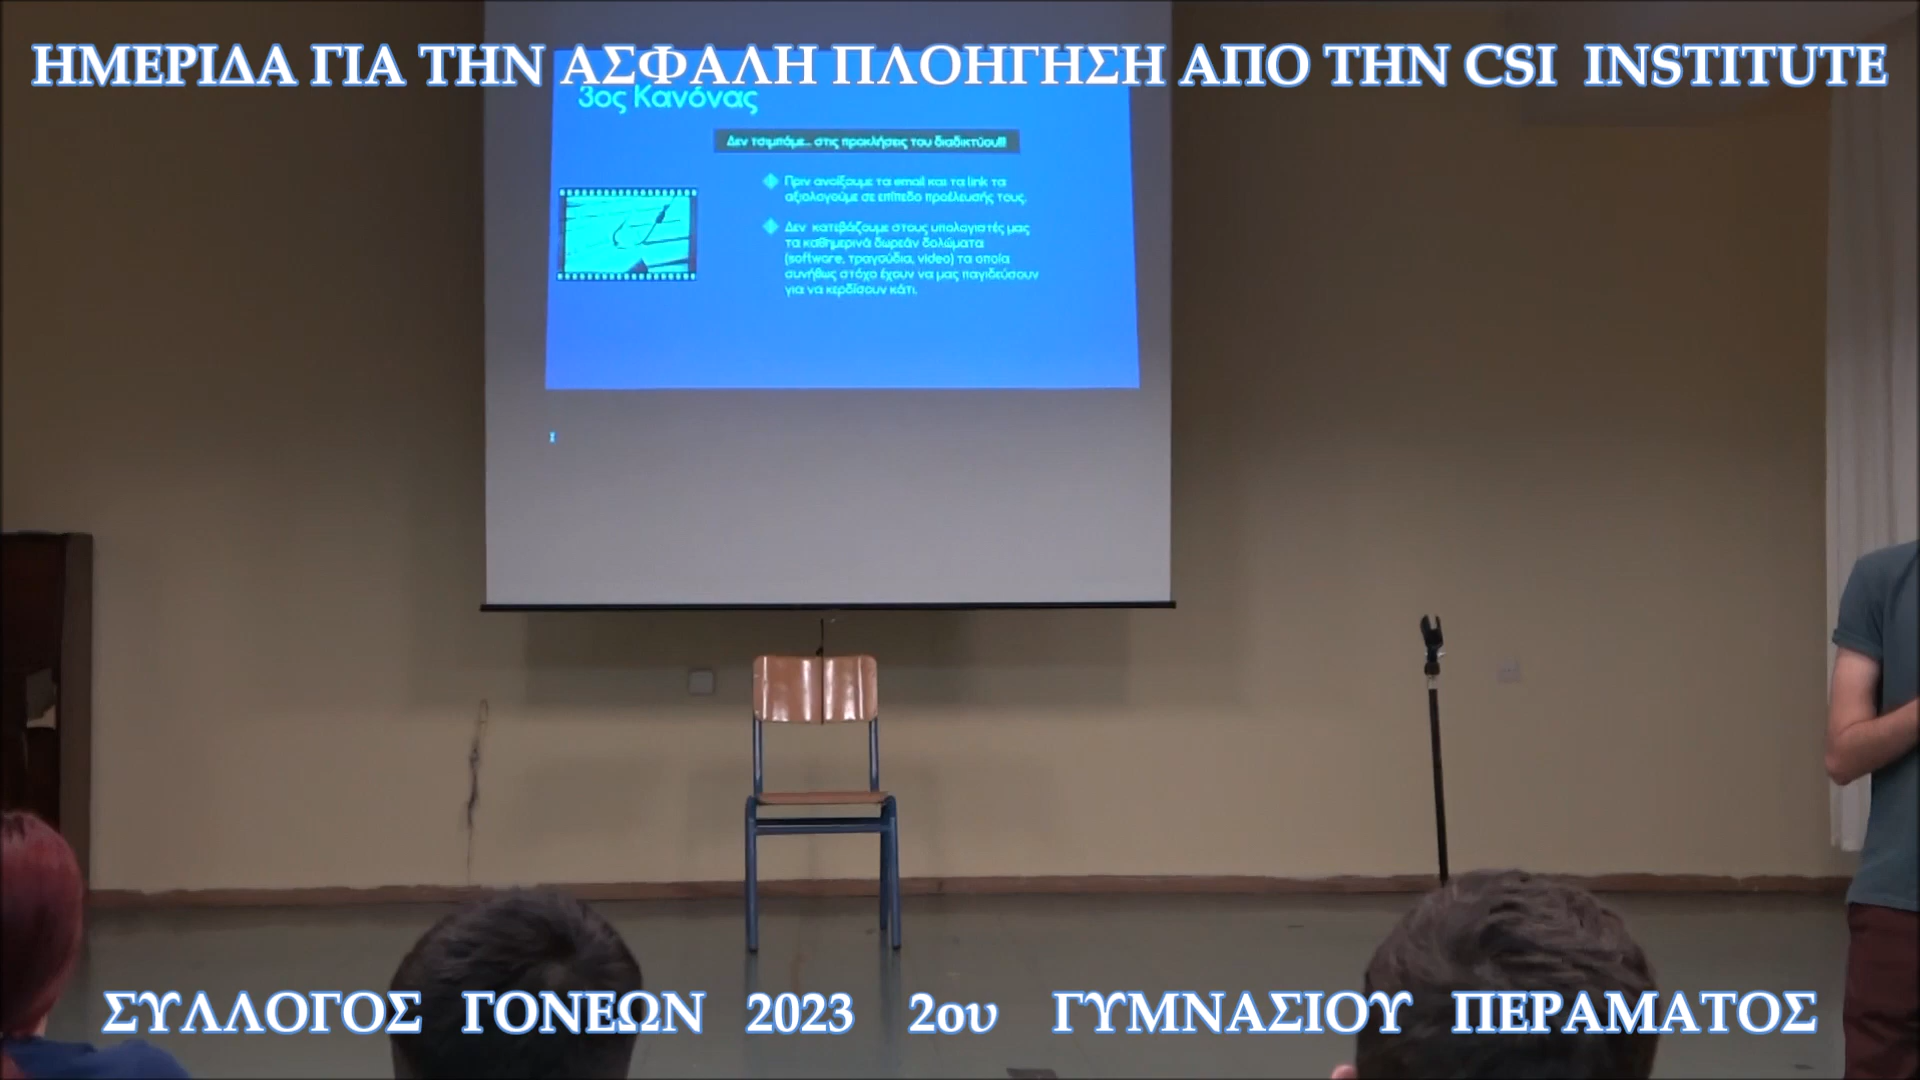 ΗΜΕΡΙΔΑ ΓΙΑ ΤΗΝ ΑΣΦΑΛΗ ΠΛΟΗΓΗΣΗ ΑΠΟ ΤΗΝ CSI INSTITUTE
3ος Κανόνας
Δεν τσιμπάμε... στις προκλήσεις του διαδικτύου!!!
Πριν ανοίξουμε τα email και τα link τα
αξιολογούμε σε επίπεδο προέλευσής τους.
Δεν κατεβάζουμε στους υπολογιστές μας
τα καθημερινά δωρεάν δολώματα
(software, τραγούδια, video) τα οποία
συνήθως στόχο έχουν να μας παγιδεύσουν
για να κερδίσουν κάτι.
ΣΥΛΛΟΓΟΣ ΓΟΝΕΩΝ 2023 2ου ΓΥΜΝΑΣΙΟΥ ΠΕΡΑΜΑΤΟΣ